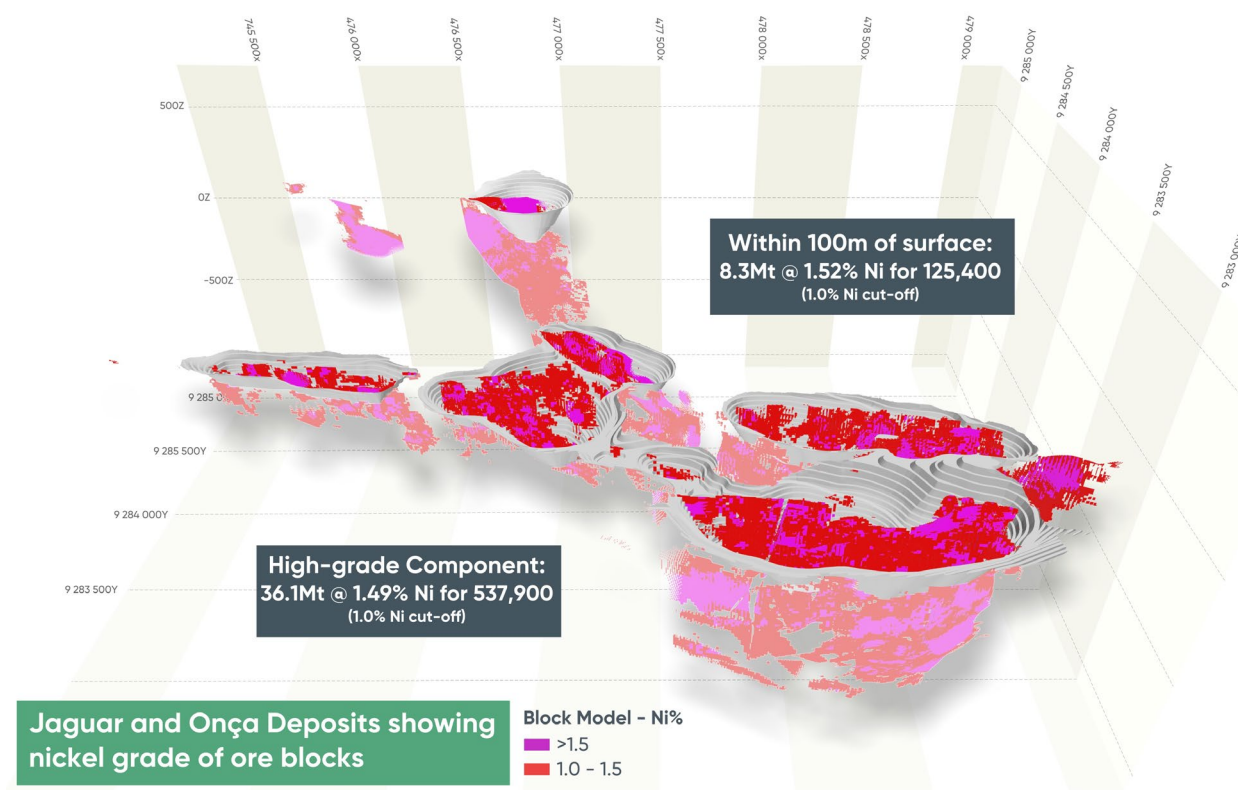 745 500x
476 000x
476 500x
477 000x
477 500x
478 000x
478 500x
479 000x
9 285 000Y
9 284 500Y
9 284 000Y
9 283 500Y
9 283 000Y
500Z
0Z
-500Z
Within 100m of surface:
8.3Mt @ 1.52% Ni for 125,400
(1.0% Ni cut-off)
9 285 0
9 285 500Y
9 284 000Y
9 283 500Y
High-grade Component:
36.1Mt @ 1.49% Ni for 537,900
(1.0% Ni cut-off)
Jaguar and Onça Deposits showing
nickel grade of ore blocks
Block Model - Ni%
>1.5
1.0 - 1.5